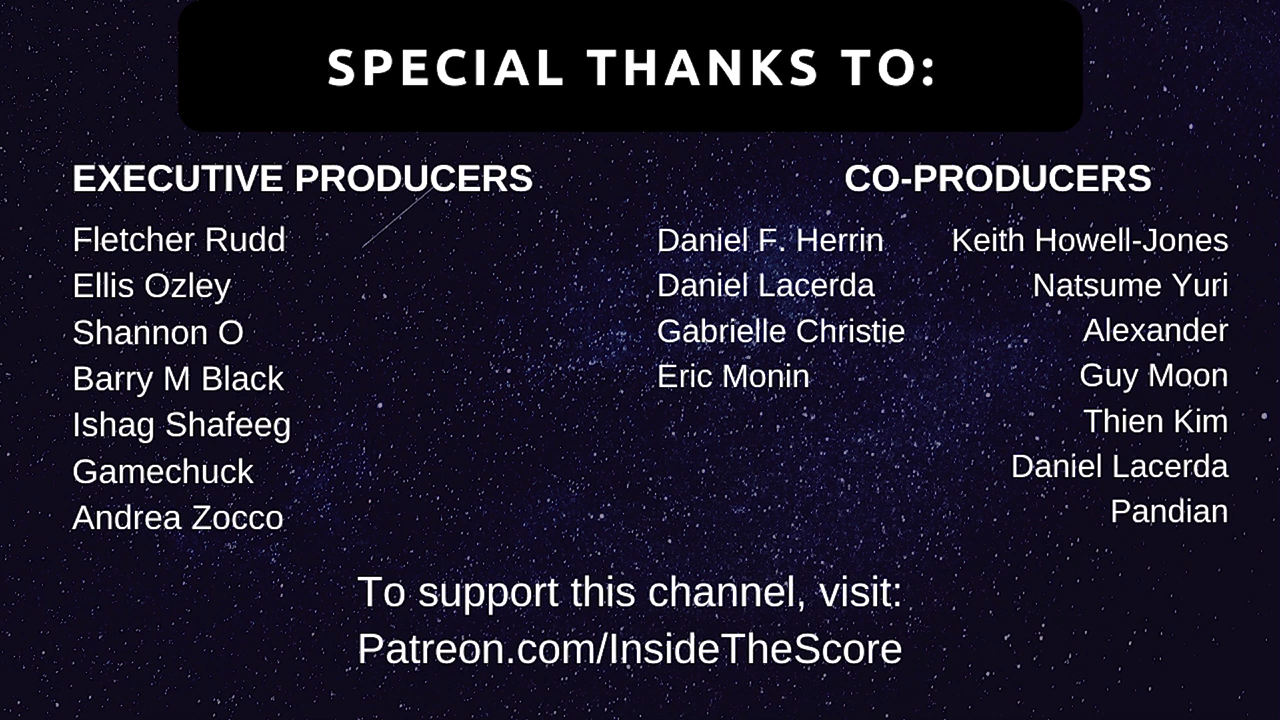 SPECIAL THANKS TO:
EXECUTIVE PRODUCERS
Fletcher Rudd
Ellis Ozley
Shannon O
Barry M Black
Ishag Shafeeg
Gamechuck
Andrea Zocco
CO-PRODUCERS
Daniel F. Herrin
Daniel Lacerda
Gabrielle Christie
Eric Monin
Keith Howell-Jones
Natsume Yuri
Alexander
Guy Moon
Thien Kim
Daniel Lacerda
Pandian
To support this channel, visit:
Patreon.com/InsideTheScore